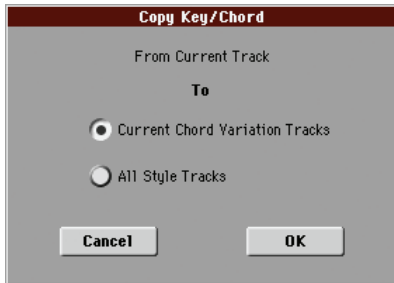 Copy Key/Chord
From Current Track
To
Current Chord Variation Tracks
All Style Tracks
Cancel OK